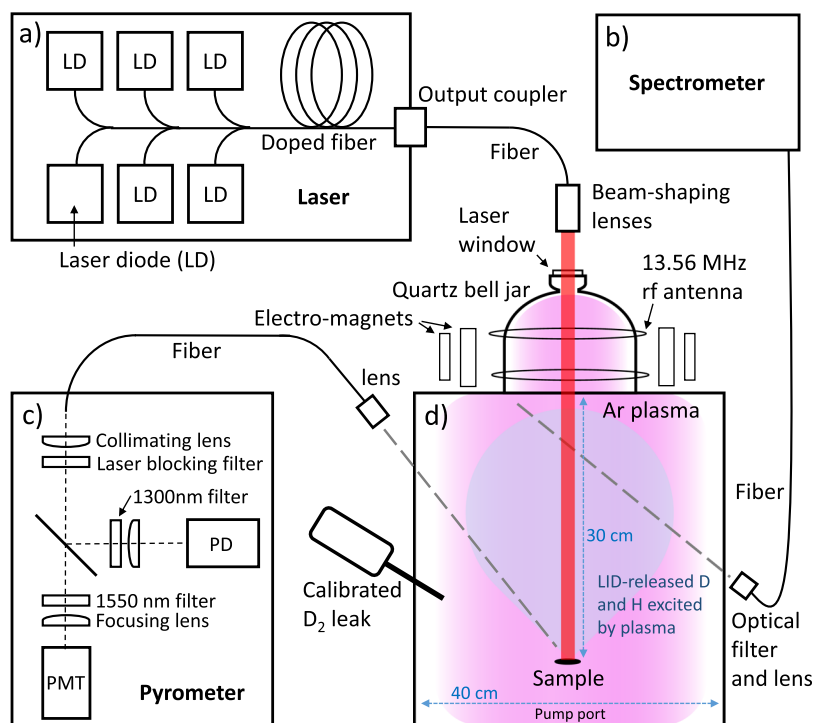 a)
LD
LD
LD
Doped fiber
LD
LD
Laser
Laser diode (LD)
Output coupler
Fiber
b)
Spectrometer
Beam-shaping
lenses
Laser
window
13.56 MHz
rf antenna
Quartz bell jar
Electro-magnets
Fiber
lens
c)
Collimating lens
Laser blocking filter
1300nm filter
PD
1550 nm filter
Focusing lens
PMT
Pyrometer
Calibrated
D₂ leak
d)
Ar plasma
30 cm
LID-released D
and H excited
by plasma
Sample
40 cm
Pump port
Fiber
Optical
filter
and lens